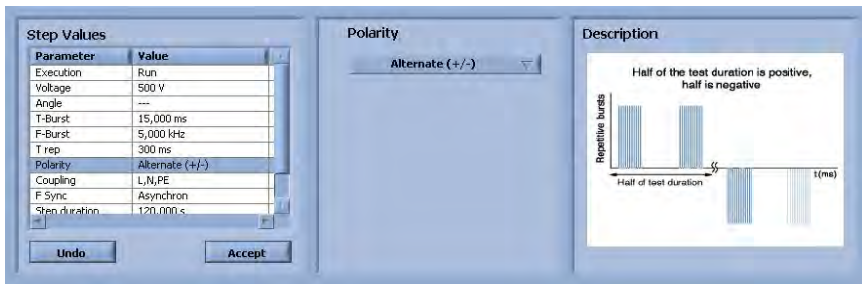 Step Values
Parameter Value
Execution Run
Voltage 500 V
Angle ---
T-Burst 15,000 ms
F-Burst 5,000 kHz
T rep 300 ms
Polarity Alternate (+/-)
Coupling L,N,PE
F Sync Asynchron
Step duration 120,000 s
Undo Accept
Polarity
Alternate (+/-)
Description
Half of the test duration is positive,
half is negative
Repetitive bursts
t(ms)
Half of test duration